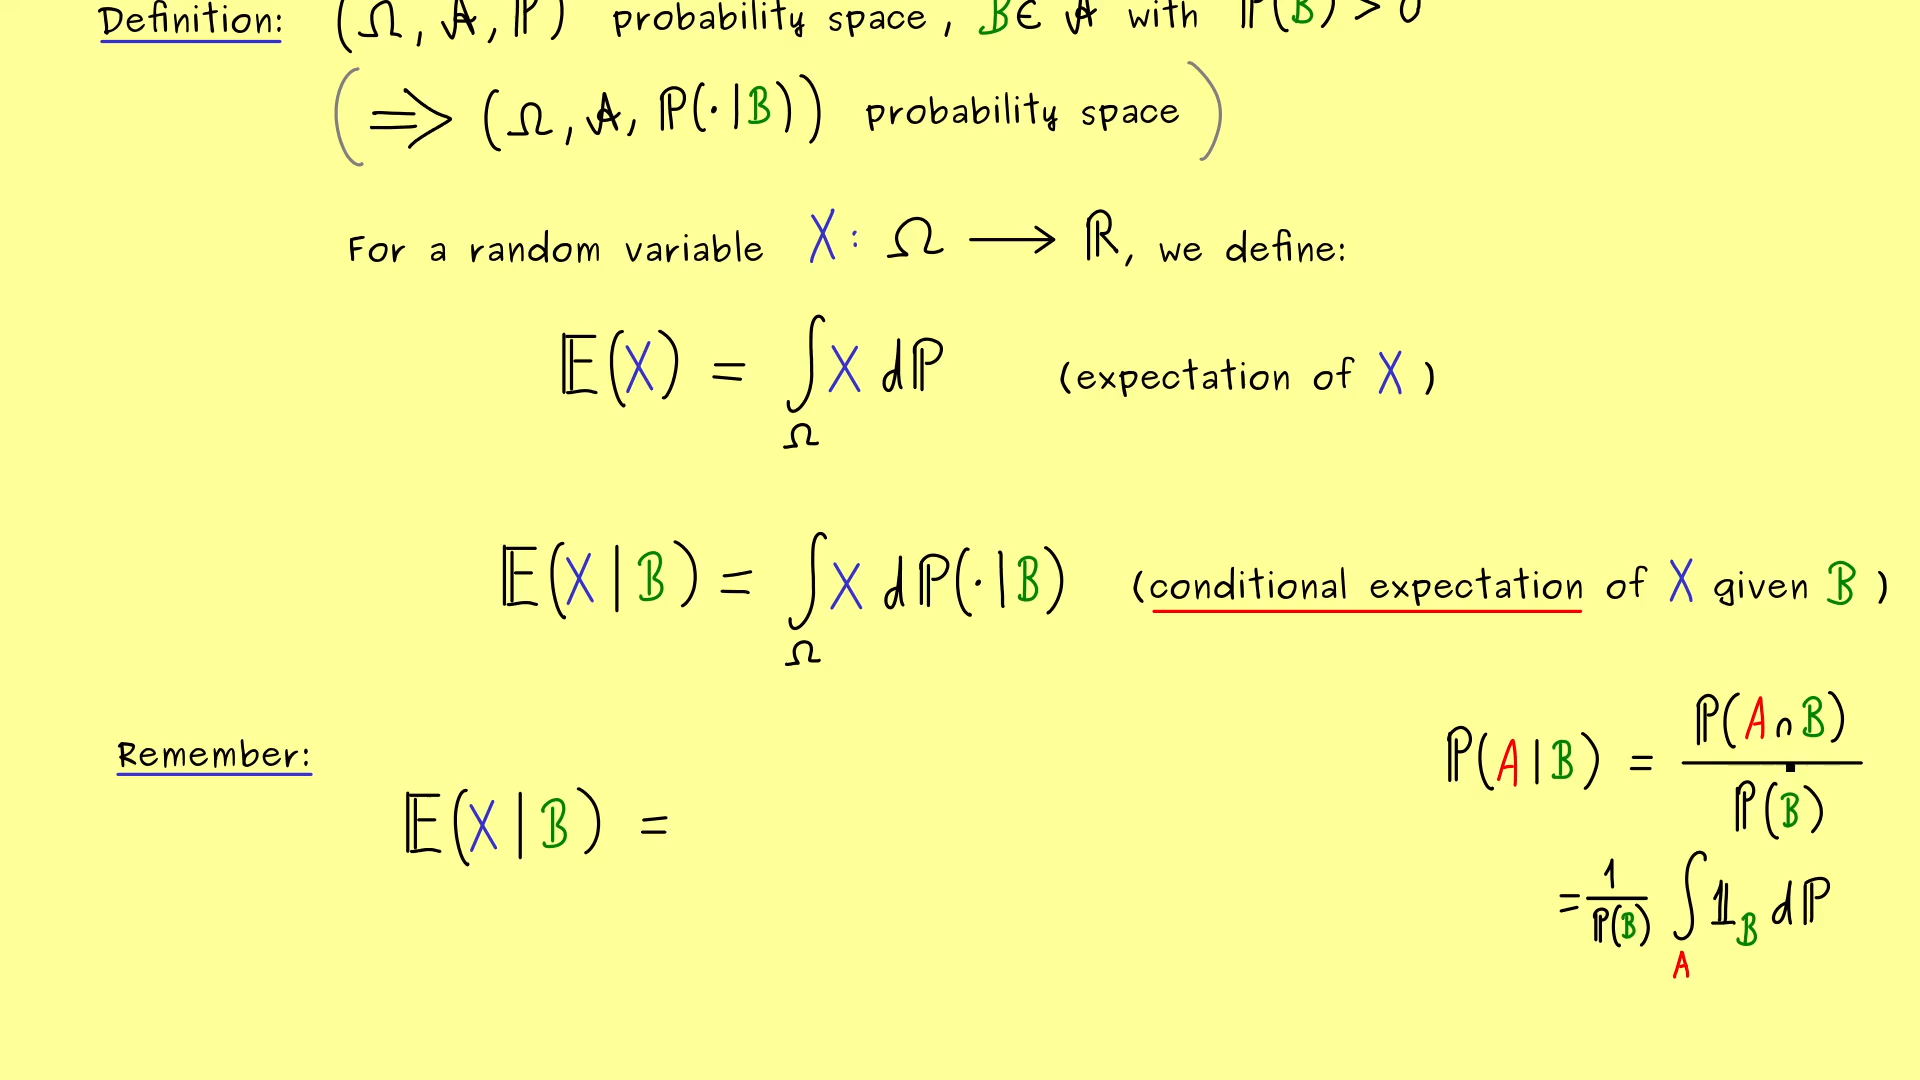 Definition: (Ω, 𝒜, ℙ) probability space, B ∈ 𝒜 with ℙ(B) > 0
( ⟹ (Ω, 𝒜, ℙ(·|B)) probability space )
For a random variable X: Ω ⟶ ℝ, we define:
𝔼(X) = ∫_Ω X dℙ (expectation of X)
𝔼(X|B) = ∫_Ω X dℙ(·|B) (conditional expectation of X given B)
Remember:
𝔼(X|B) =
ℙ(A|B) = ℙ(A∩B) / ℙ(B)
= 1/ℙ(B) ∫_A 𝟙_B dℙ